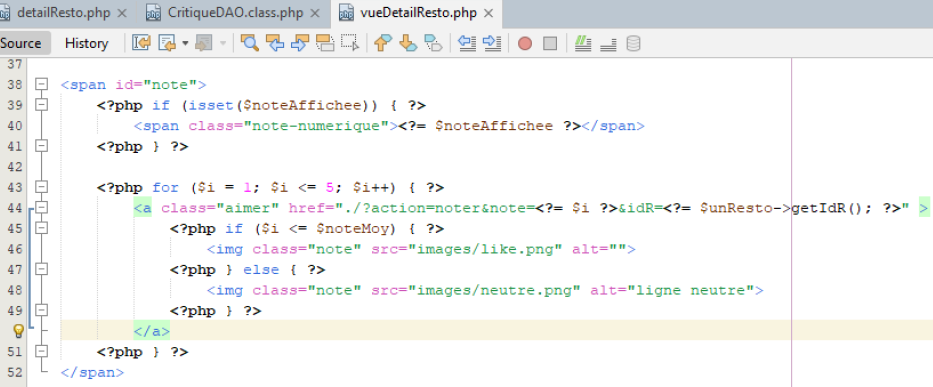 detailResto.php × CritiqueDAO.class.php × vueDetailResto.php ×
Source History
37
38 <span id="note">
39 <?php if (isset($noteAffichee)) { ?>
40 <span class="note-numerique"><?= $noteAffichee ?></span>
41 <?php } ?>
42
43 <?php for ($i = 1; $i <= 5; $i++) { ?>
44 <a class="aimer" href="./?action=noter&note=<?= $i ?>&idR=<?= $unResto->getIdR(); ?>" >
45 <?php if ($i <= $noteMoy) { ?>
46 <img class="note" src="images/like.png" alt="">
47 <?php } else { ?>
48 <img class="note" src="images/neutre.png" alt="ligne neutre">
49 <?php } ?>
</a>
51 <?php } ?>
52 </span>